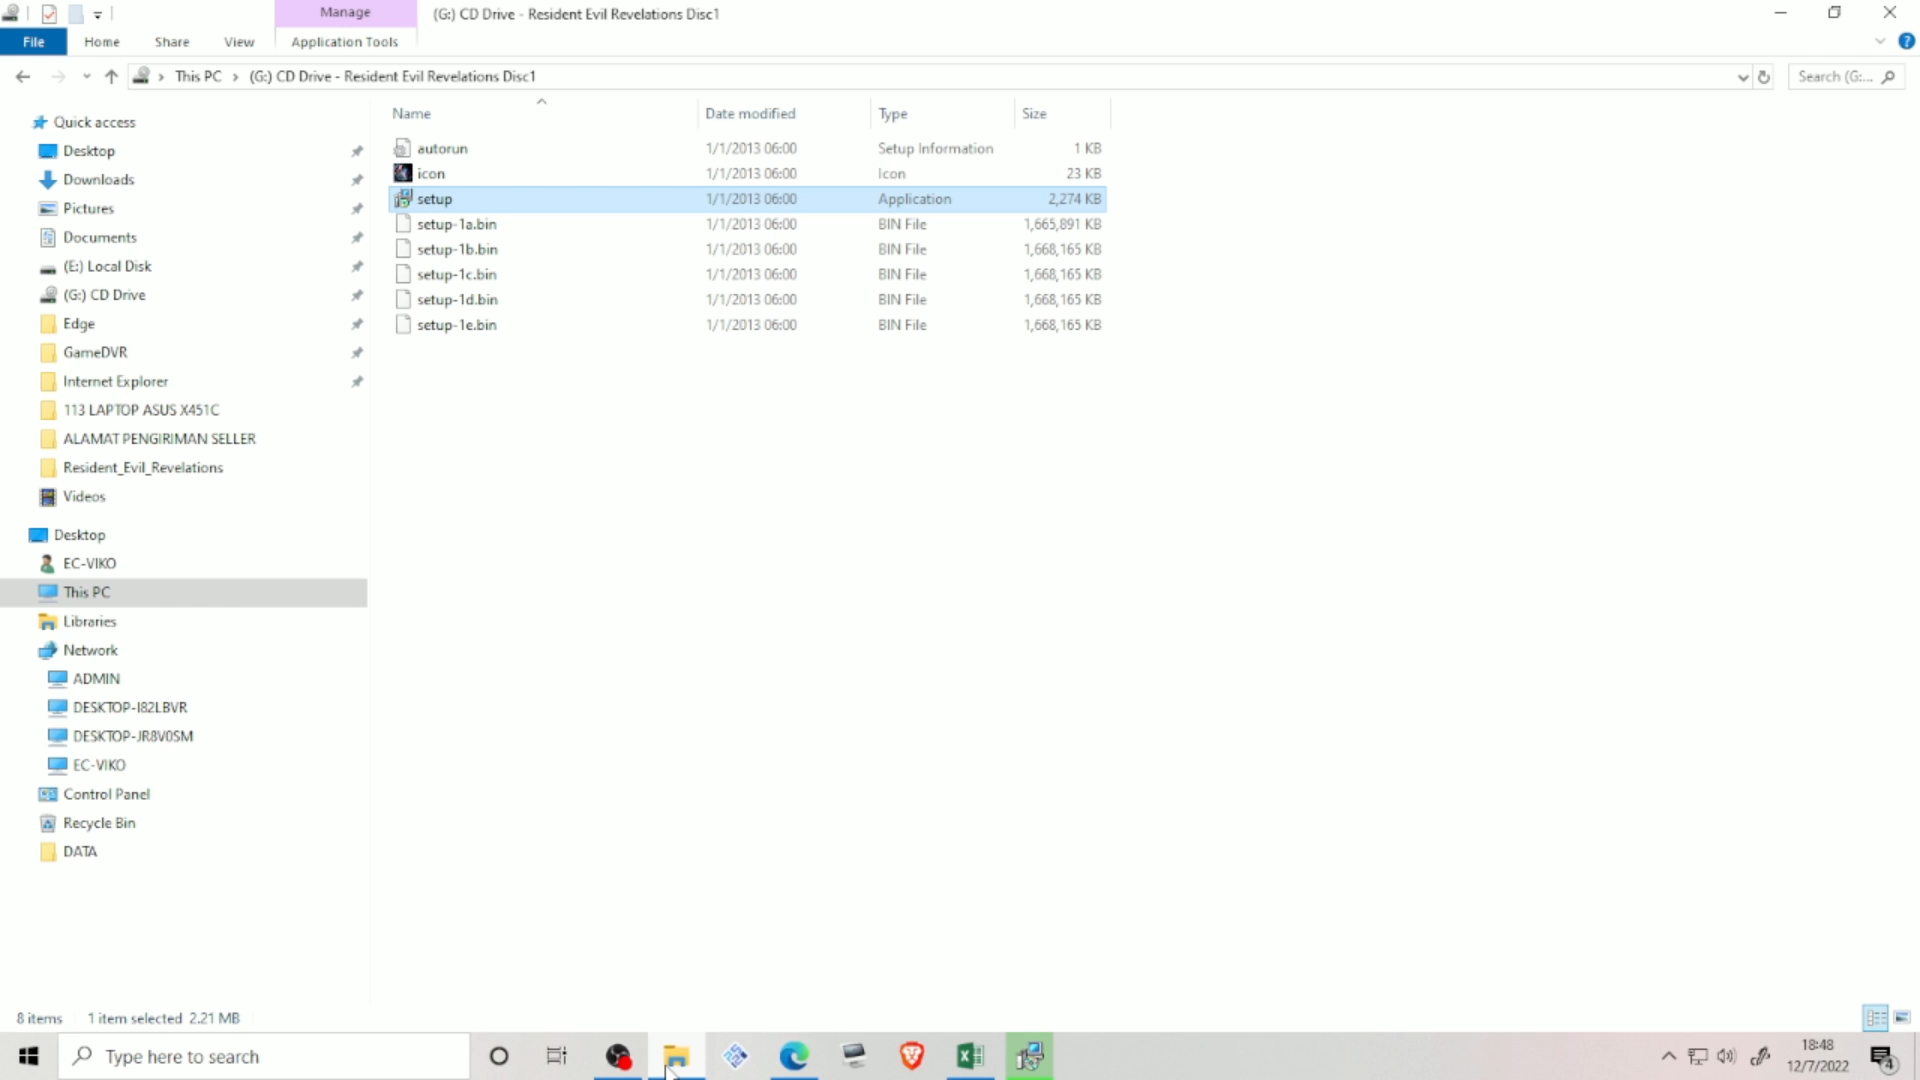 Manage
(G:) CD Drive - Resident Evil Revelations Disc1
File
Home
Share
View
Application Tools
This PC
(G:) CD Drive - Resident Evil Revelations Disc1
Search (G:...
Name
Date modified
Type
Size
autorun 1/1/2013 06:00 Setup Information 1 KB
icon 1/1/2013 06:00 Icon 23 KB
setup 1/1/2013 06:00 Application 2,274 KB
setup-1a.bin 1/1/2013 06:00 BIN File 1,665,891 KB
setup-1b.bin 1/1/2013 06:00 BIN File 1,668,165 KB
setup-1c.bin 1/1/2013 06:00 BIN File 1,668,165 KB
setup-1d.bin 1/1/2013 06:00 BIN File 1,668,165 KB
setup-1e.bin 1/1/2013 06:00 BIN File 1,668,165 KB
Quick access
Desktop
Downloads
Pictures
Documents
(E:) Local Disk
(G:) CD Drive
Edge
GameDVR
Internet Explorer
113 LAPTOP ASUS X451C
ALAMAT PENGIRIMAN SELLER
Resident_Evil_Revelations
Videos
Desktop
EC-VIKO
This PC
Libraries
Network
ADMIN
DESKTOP-I82LBVR
DESKTOP-JR8V0SM
EC-VIKO
Control Panel
Recycle Bin
DATA
8 items
1 item selected 2.21 MB
Type here to search
18:48
12/7/2022
4